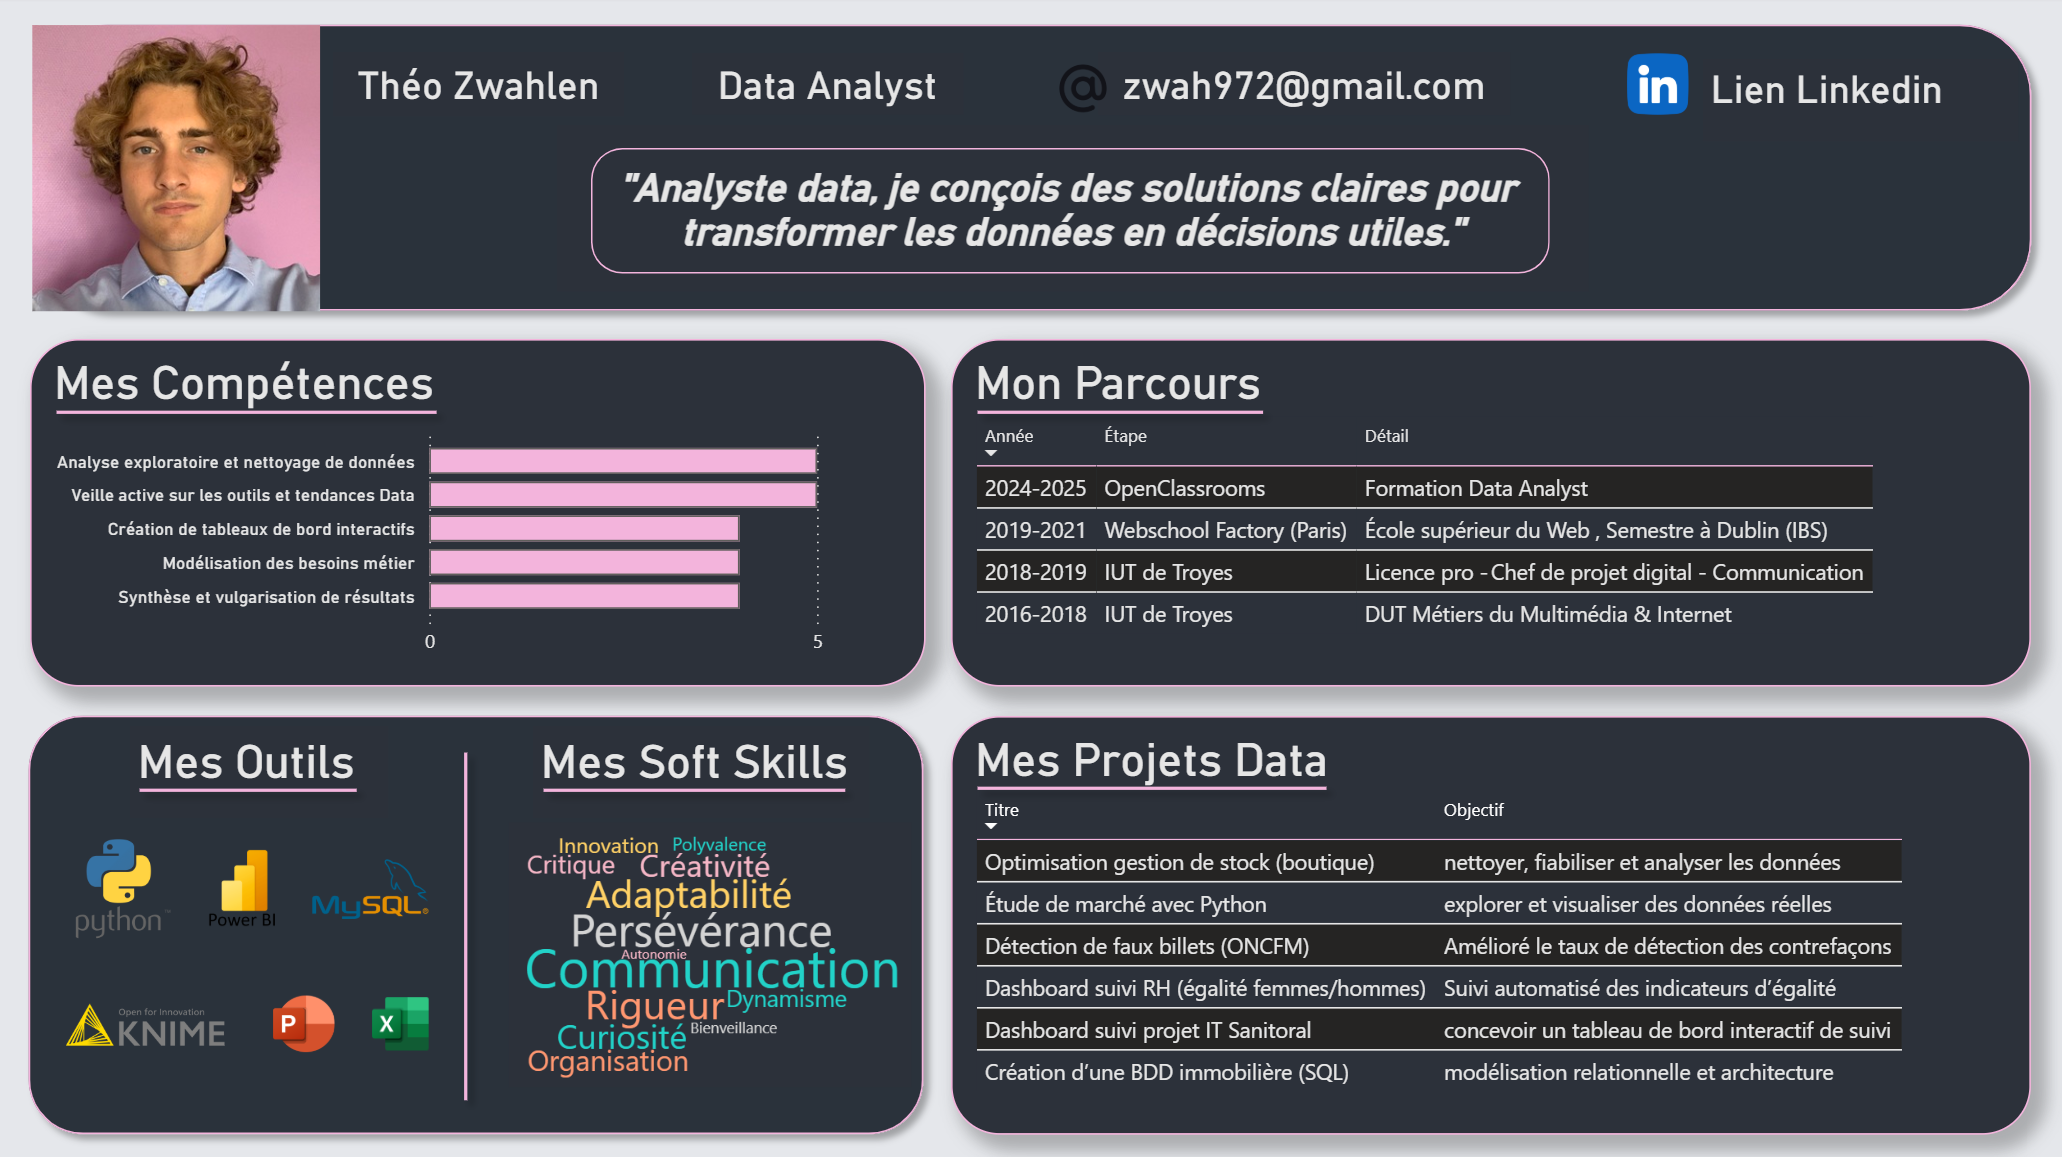 Théo Zwahlen
Data Analyst
@ zwah972@gmail.com
in Lien Linkedin
"Analyste data, je conçois des solutions claires pour
transformer les données en décisions utiles."
Mes Compétences
Analyse exploratoire et nettoyage de données
Veille active sur les outils et tendances Data
Création de tableaux de bord interactifs
Modélisation des besoins métier
Synthèse et vulgarisation de résultats
0 5
Mon Parcours
Année Étape Détail
2024-2025 OpenClassrooms Formation Data Analyst
2019-2021 Webschool Factory (Paris) École supérieur du Web , Semestre à Dublin (IBS)
2018-2019 IUT de Troyes Licence pro - Chef de projet digital - Communication
2016-2018 IUT de Troyes DUT Métiers du Multimédia & Internet
Mes Outils
python™
Power BI
MySQL®
Open for Innovation
KNIME
P
X
Mes Soft Skills
Innovation Polyvalence
Critique Créativité
Adaptabilité
Persévérance
Autonomie
Communication
Rigueur Dynamisme
Curiosité Bienveillance
Organisation
Mes Projets Data
Titre Objectif
Optimisation gestion de stock (boutique) nettoyer, fiabiliser et analyser les données
Étude de marché avec Python explorer et visualiser des données réelles
Détection de faux billets (ONCFM) Amélioré le taux de détection des contrefaçons
Dashboard suivi RH (égalité femmes/hommes) Suivi automatisé des indicateurs d’égalité
Dashboard suivi projet IT Sanitoral concevoir un tableau de bord interactif de suivi
Création d’une BDD immobilière (SQL) modélisation relationnelle et architecture